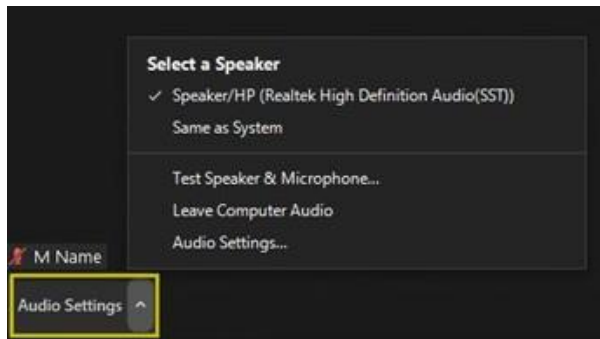 Select a Speaker
Speaker/HP (Realtek High Definition Audio(SST))
Same as System
Test Speaker & Microphone...
Leave Computer Audio
Audio Settings...
M Name
Audio Settings